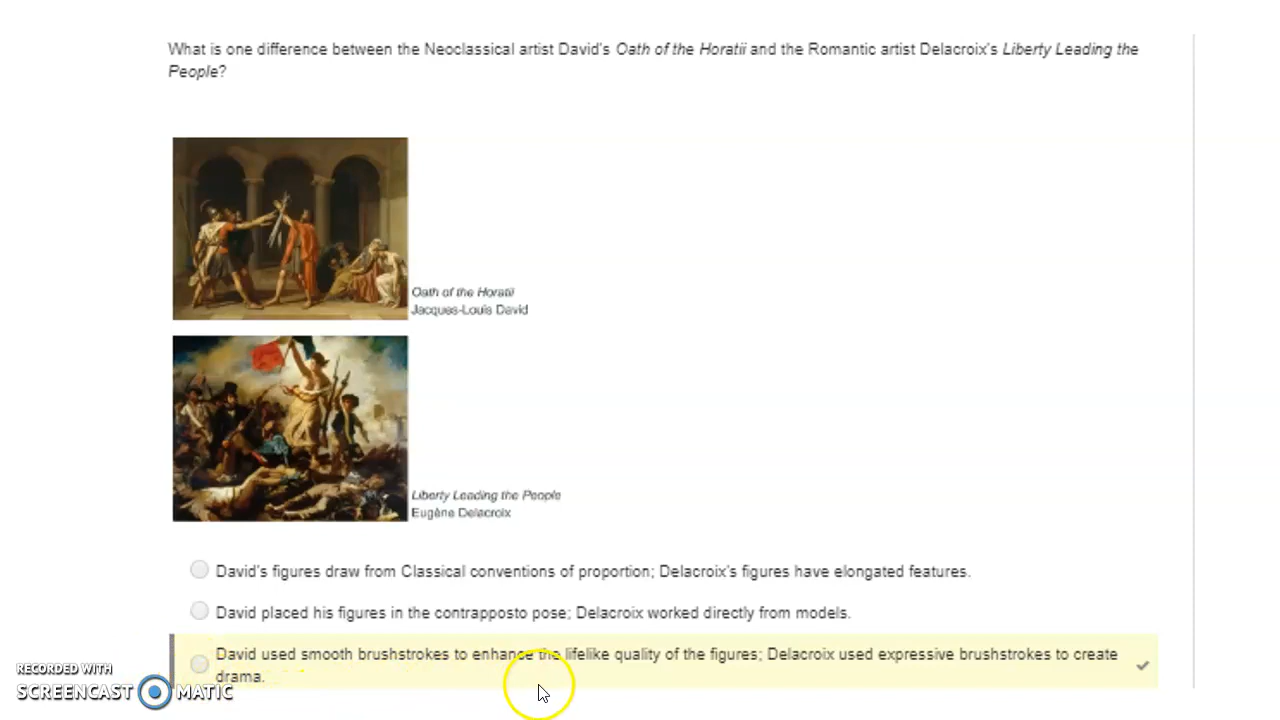 What is one difference between the Neoclassical artist David's Oath of the Horatii and the Romantic artist Delacroix's Liberty Leading the
People?
Oath of the Horatii
Jacques-Louis David
Liberty Leading the People
Eugène Delacroix
David's figures draw from Classical conventions of proportion; Delacroix's figures have elongated features.
David placed his figures in the contrapposto pose; Delacroix worked directly from models.
David used smooth brushstrokes to enhance the lifelike quality of the figures; Delacroix used expressive brushstrokes to create
drama.
RECORDED WITH
SCREENCAST MATIC